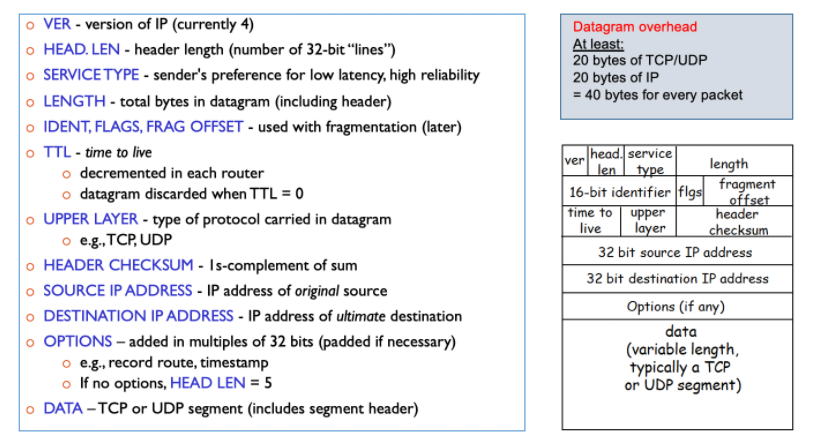 VER - version of IP (currently 4)
HEAD. LEN - header length (number of 32-bit “lines”)
SERVICE TYPE - sender's preference for low latency, high reliability
LENGTH - total bytes in datagram (including header)
IDENT, FLAGS, FRAG OFFSET - used with fragmentation (later)
TTL - time to live
decremented in each router
datagram discarded when TTL = 0
UPPER LAYER - type of protocol carried in datagram
e.g., TCP, UDP
HEADER CHECKSUM - 1s-complement of sum
SOURCE IP ADDRESS - IP address of original source
DESTINATION IP ADDRESS - IP address of ultimate destination
OPTIONS – added in multiples of 32 bits (padded if necessary)
e.g., record route, timestamp
If no options, HEAD LEN = 5
DATA – TCP or UDP segment (includes segment header)
Datagram overhead
At least:
20 bytes of TCP/UDP
20 bytes of IP
= 40 bytes for every packet
ver
head.
len
service
type
length
16-bit identifier
flgs
fragment
offset
time to
live
upper
layer
header
checksum
32 bit source IP address
32 bit destination IP address
Options (if any)
data
(variable length,
typically a TCP
or UDP segment)